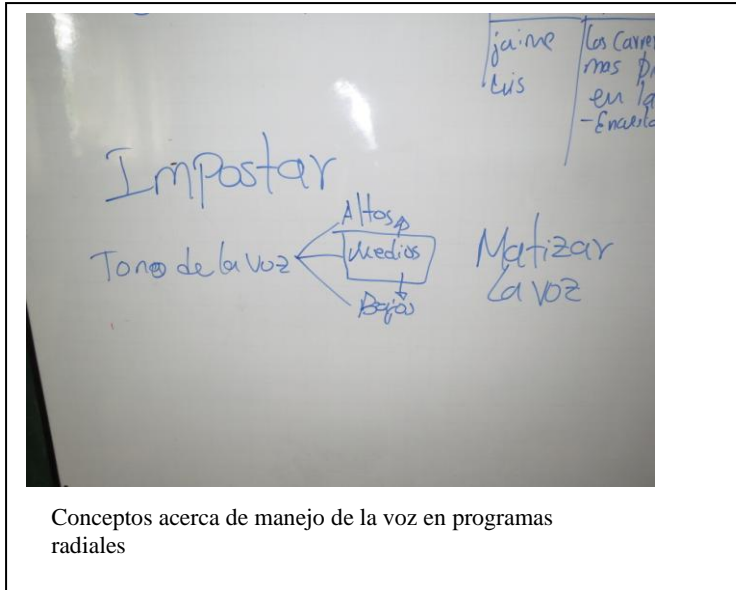 jaime
Luis
Las Carre
mas
en la
Impostar
Tono de la voz
Altos
Medios
Bajos
Matizar
La voz
Conceptos acerca de manejo de la voz en programas
radiales